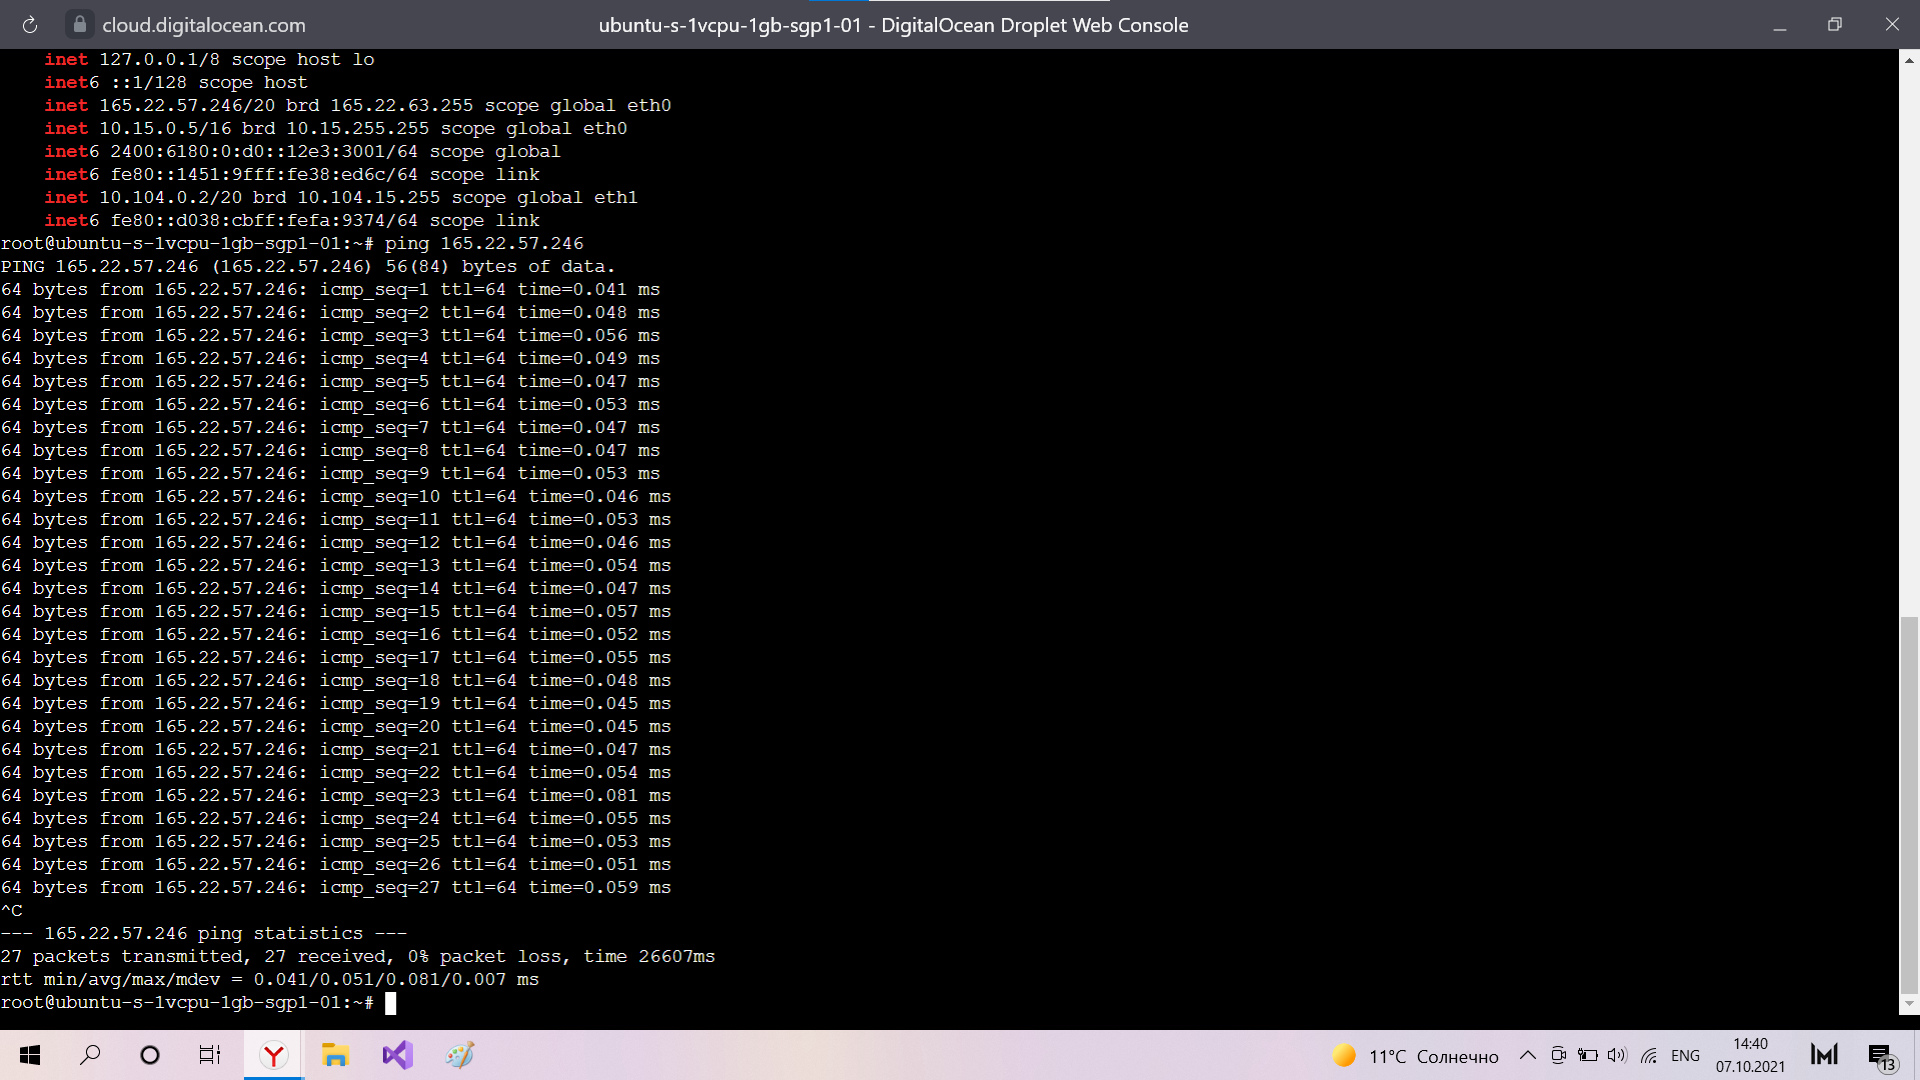 cloud.digitalocean.com
ubuntu-s-1vcpu-1gb-sgp1-01 - DigitalOcean Droplet Web Console
inet 127.0.0.1/8 scope host lo
inet6 ::1/128 scope host
inet 165.22.57.246/20 brd 165.22.63.255 scope global eth0
inet 10.15.0.5/16 brd 10.15.255.255 scope global eth0
inet6 2400:6180:0:d0::12e3:3001/64 scope global
inet6 fe80::1451:9fff:fe38:ed6c/64 scope link
inet 10.104.0.2/20 brd 10.104.15.255 scope global eth1
inet6 fe80::d038:cbff:fefa:9374/64 scope link
root@ubuntu-s-1vcpu-1gb-sgp1-01:~# ping 165.22.57.246
PING 165.22.57.246 (165.22.57.246) 56(84) bytes of data.
64 bytes from 165.22.57.246: icmp_seq=1 ttl=64 time=0.041 ms
64 bytes from 165.22.57.246: icmp_seq=2 ttl=64 time=0.048 ms
64 bytes from 165.22.57.246: icmp_seq=3 ttl=64 time=0.056 ms
64 bytes from 165.22.57.246: icmp_seq=4 ttl=64 time=0.049 ms
64 bytes from 165.22.57.246: icmp_seq=5 ttl=64 time=0.047 ms
64 bytes from 165.22.57.246: icmp_seq=6 ttl=64 time=0.053 ms
64 bytes from 165.22.57.246: icmp_seq=7 ttl=64 time=0.047 ms
64 bytes from 165.22.57.246: icmp_seq=8 ttl=64 time=0.047 ms
64 bytes from 165.22.57.246: icmp_seq=9 ttl=64 time=0.053 ms
64 bytes from 165.22.57.246: icmp_seq=10 ttl=64 time=0.046 ms
64 bytes from 165.22.57.246: icmp_seq=11 ttl=64 time=0.053 ms
64 bytes from 165.22.57.246: icmp_seq=12 ttl=64 time=0.046 ms
64 bytes from 165.22.57.246: icmp_seq=13 ttl=64 time=0.054 ms
64 bytes from 165.22.57.246: icmp_seq=14 ttl=64 time=0.047 ms
64 bytes from 165.22.57.246: icmp_seq=15 ttl=64 time=0.057 ms
64 bytes from 165.22.57.246: icmp_seq=16 ttl=64 time=0.052 ms
64 bytes from 165.22.57.246: icmp_seq=17 ttl=64 time=0.055 ms
64 bytes from 165.22.57.246: icmp_seq=18 ttl=64 time=0.048 ms
64 bytes from 165.22.57.246: icmp_seq=19 ttl=64 time=0.045 ms
64 bytes from 165.22.57.246: icmp_seq=20 ttl=64 time=0.045 ms
64 bytes from 165.22.57.246: icmp_seq=21 ttl=64 time=0.047 ms
64 bytes from 165.22.57.246: icmp_seq=22 ttl=64 time=0.054 ms
64 bytes from 165.22.57.246: icmp_seq=23 ttl=64 time=0.081 ms
64 bytes from 165.22.57.246: icmp_seq=24 ttl=64 time=0.055 ms
64 bytes from 165.22.57.246: icmp_seq=25 ttl=64 time=0.053 ms
64 bytes from 165.22.57.246: icmp_seq=26 ttl=64 time=0.051 ms
64 bytes from 165.22.57.246: icmp_seq=27 ttl=64 time=0.059 ms
^C
--- 165.22.57.246 ping statistics ---
27 packets transmitted, 27 received, 0% packet loss, time 26607ms
rtt min/avg/max/mdev = 0.041/0.051/0.081/0.007 ms
root@ubuntu-s-1vcpu-1gb-sgp1-01:~#
11°C Солнечно
ENG
14:40
07.10.2021
13